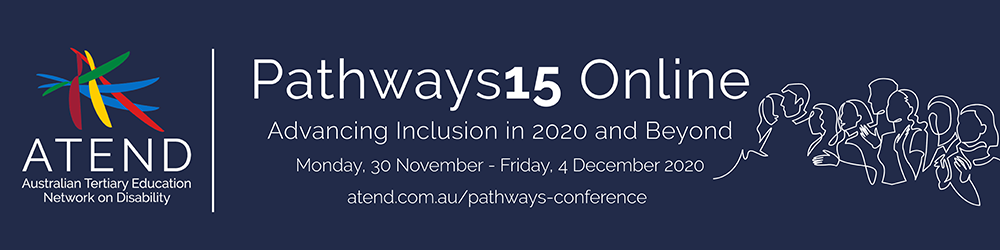 ATEND
Australian Tertiary Education
Network on Disability
Pathways15 Online
Advancing Inclusion in 2020 and Beyond
Monday, 30 November - Friday, 4 December 2020
atend.com.au/pathways-conference